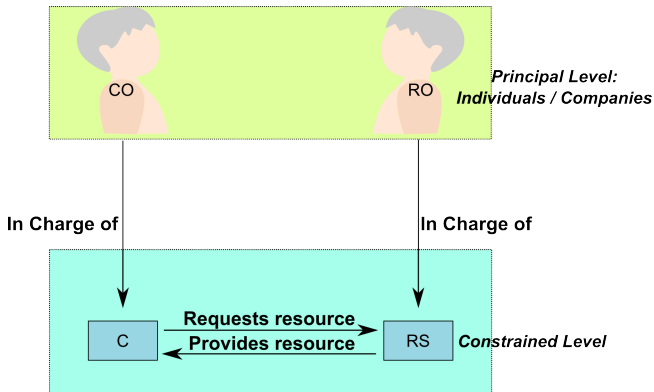 CO
RO
Principal Level:
Individuals / Companies
In Charge of
In Charge of
Requests resource
C
RS
Constrained Level
Provides resource